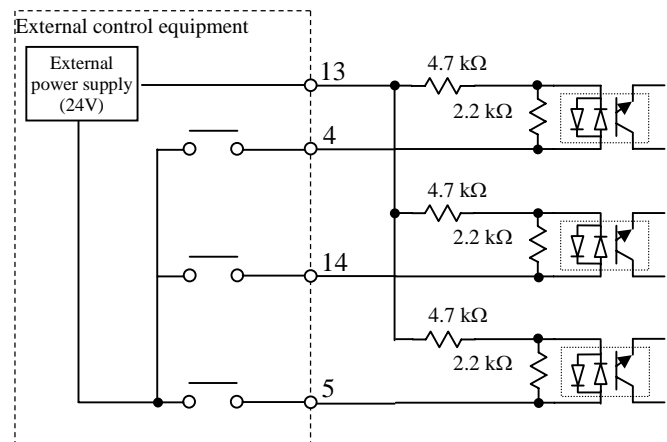 External control equipment
External
power supply
(24V)
13
4.7 kΩ
2.2 kΩ
4
4.7 kΩ
2.2 kΩ
14
4.7 kΩ
2.2 kΩ
5